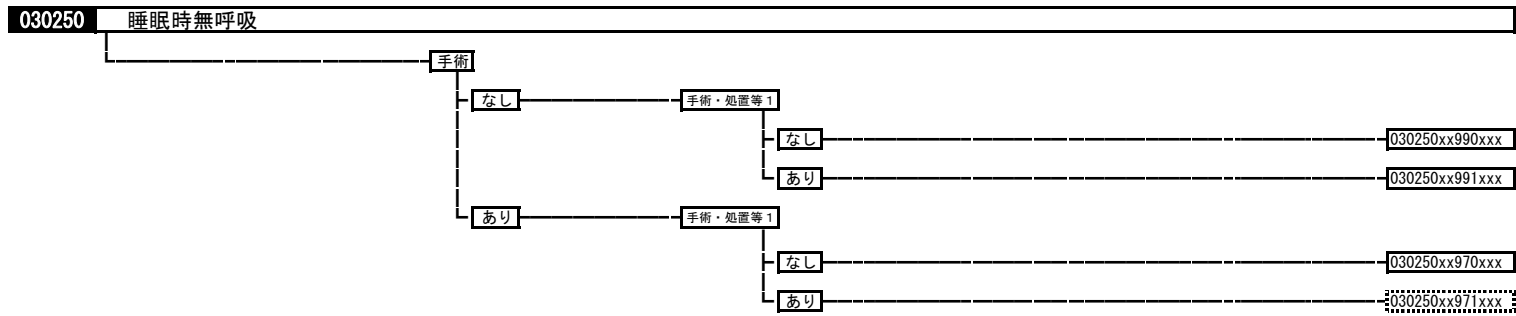 030250 睡眠時無呼吸
手術
なし 手術・処置等1
なし 030250xx990xxx
あり 030250xx991xxx
あり 手術・処置等1
なし 030250xx970xxx
あり 030250xx971xxx